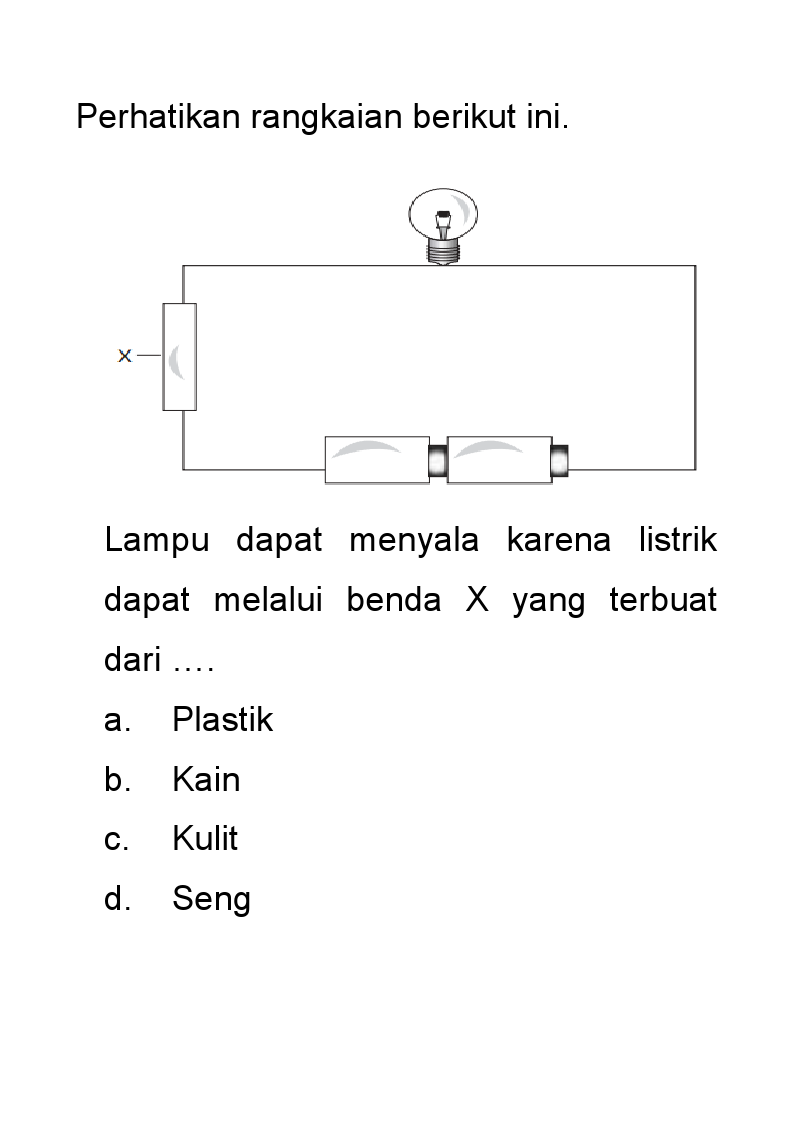 Perhatikan rangkaian berikut ini.
X
Lampu dapat menyala karena listrik
dapat melalui benda X yang terbuat
dari ….
a. Plastik
b. Kain
c. Kulit
d. Seng